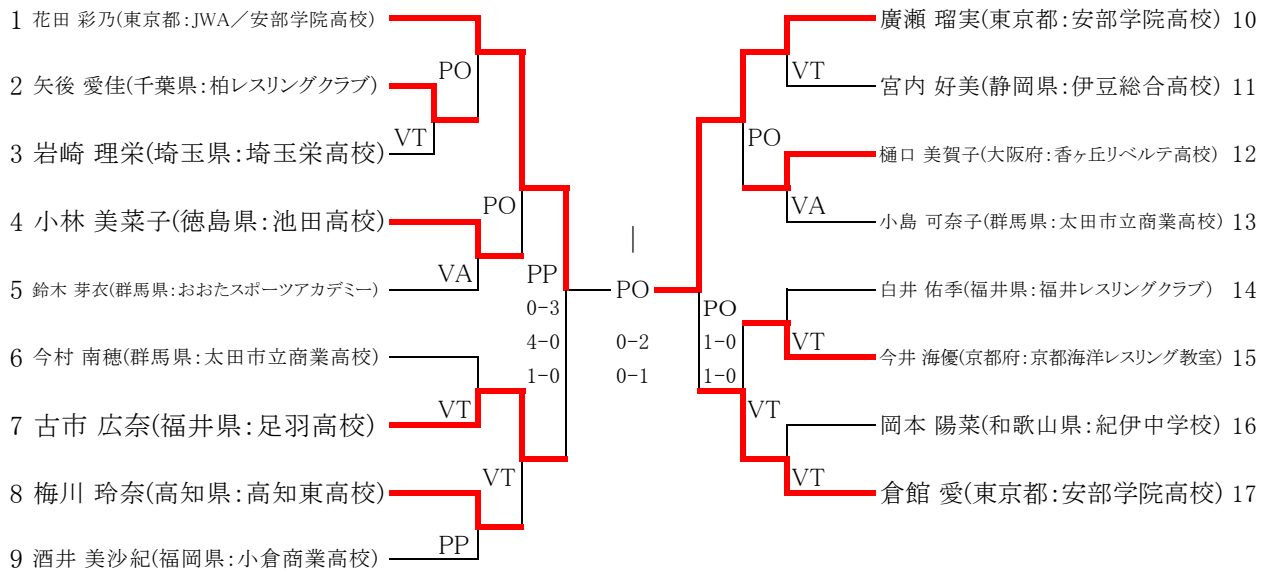 1 花田 彩乃(東京都:JWA／安部学院高校)
PO
2 矢後 愛佳(千葉県:柏レスリングクラブ)
VT
3 岩崎 理栄(埼玉県:埼玉栄高校)
PO
4 小林 美菜子(徳島県:池田高校)
VA
5 鈴木 芽衣(群馬県:おおたスポーツアカデミー)
PP
0-3
4-0
1-0
6 今村 南穂(群馬県:太田市立商業高校)
VT
7 古市 広奈(福井県:足羽高校)
VT
8 梅川 玲奈(高知県:高知東高校)
PP
9 酒井 美沙紀(福岡県:小倉商業高校)
|
PO
0-2
0-1
廣瀬 瑠実(東京都:安部学院高校) 10
VT
宮内 好美(静岡県:伊豆総合高校) 11
PO
樋口 美賀子(大阪府:香ヶ丘リベルテ高校) 12
VA
小島 可奈子(群馬県:太田市立商業高校) 13
白井 佑季(福井県:福井レスリングクラブ) 14
PO
1-0
1-0
VT
今井 海優(京都府:京都海洋レスリング教室) 15
VT
岡本 陽菜(和歌山県:紀伊中学校) 16
VT
倉館 愛(東京都:安部学院高校) 17